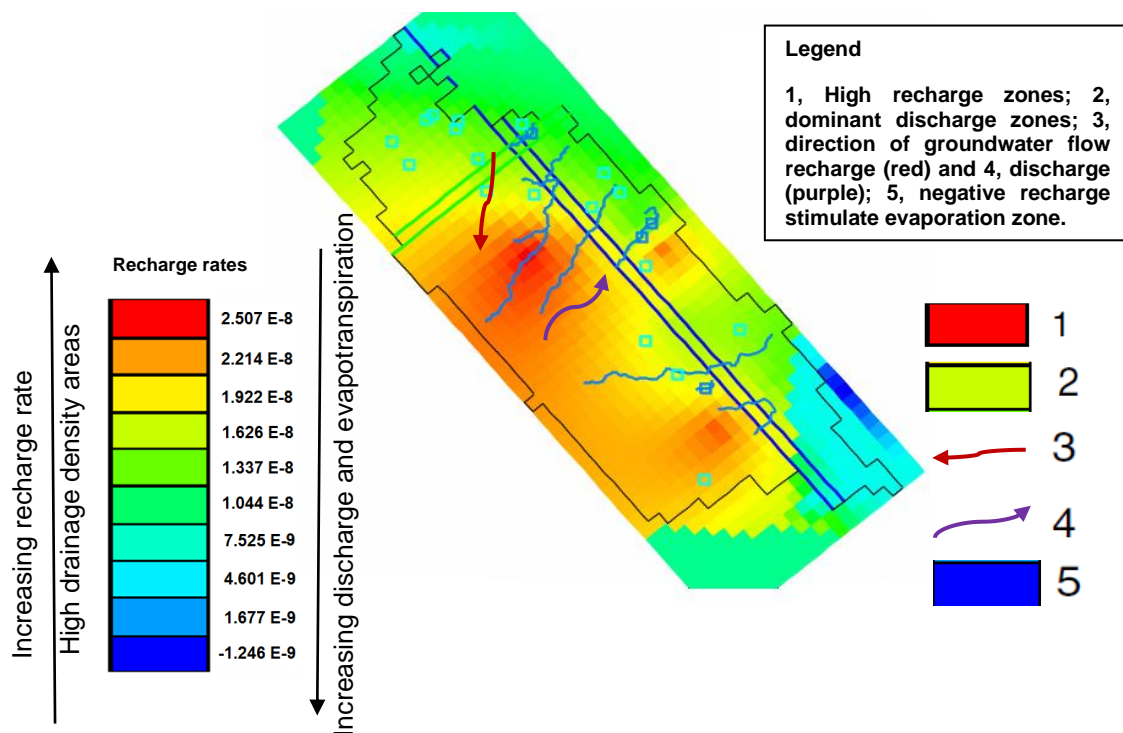 Legend
1, High recharge zones; 2,
dominant discharge zones; 3,
direction of groundwater flow
recharge (red) and 4, discharge
(purple); 5, negative recharge
stimulate evaporation zone.
Increasing recharge rate
High drainage density areas
Recharge rates
2.507 E-8
2.214 E-8
1.922 E-8
1.626 E-8
1.337 E-8
1.044 E-8
7.525 E-9
4.601 E-9
1.677 E-9
-1.246 E-9
Increasing discharge and evapotranspiration
1
2
3
4
5